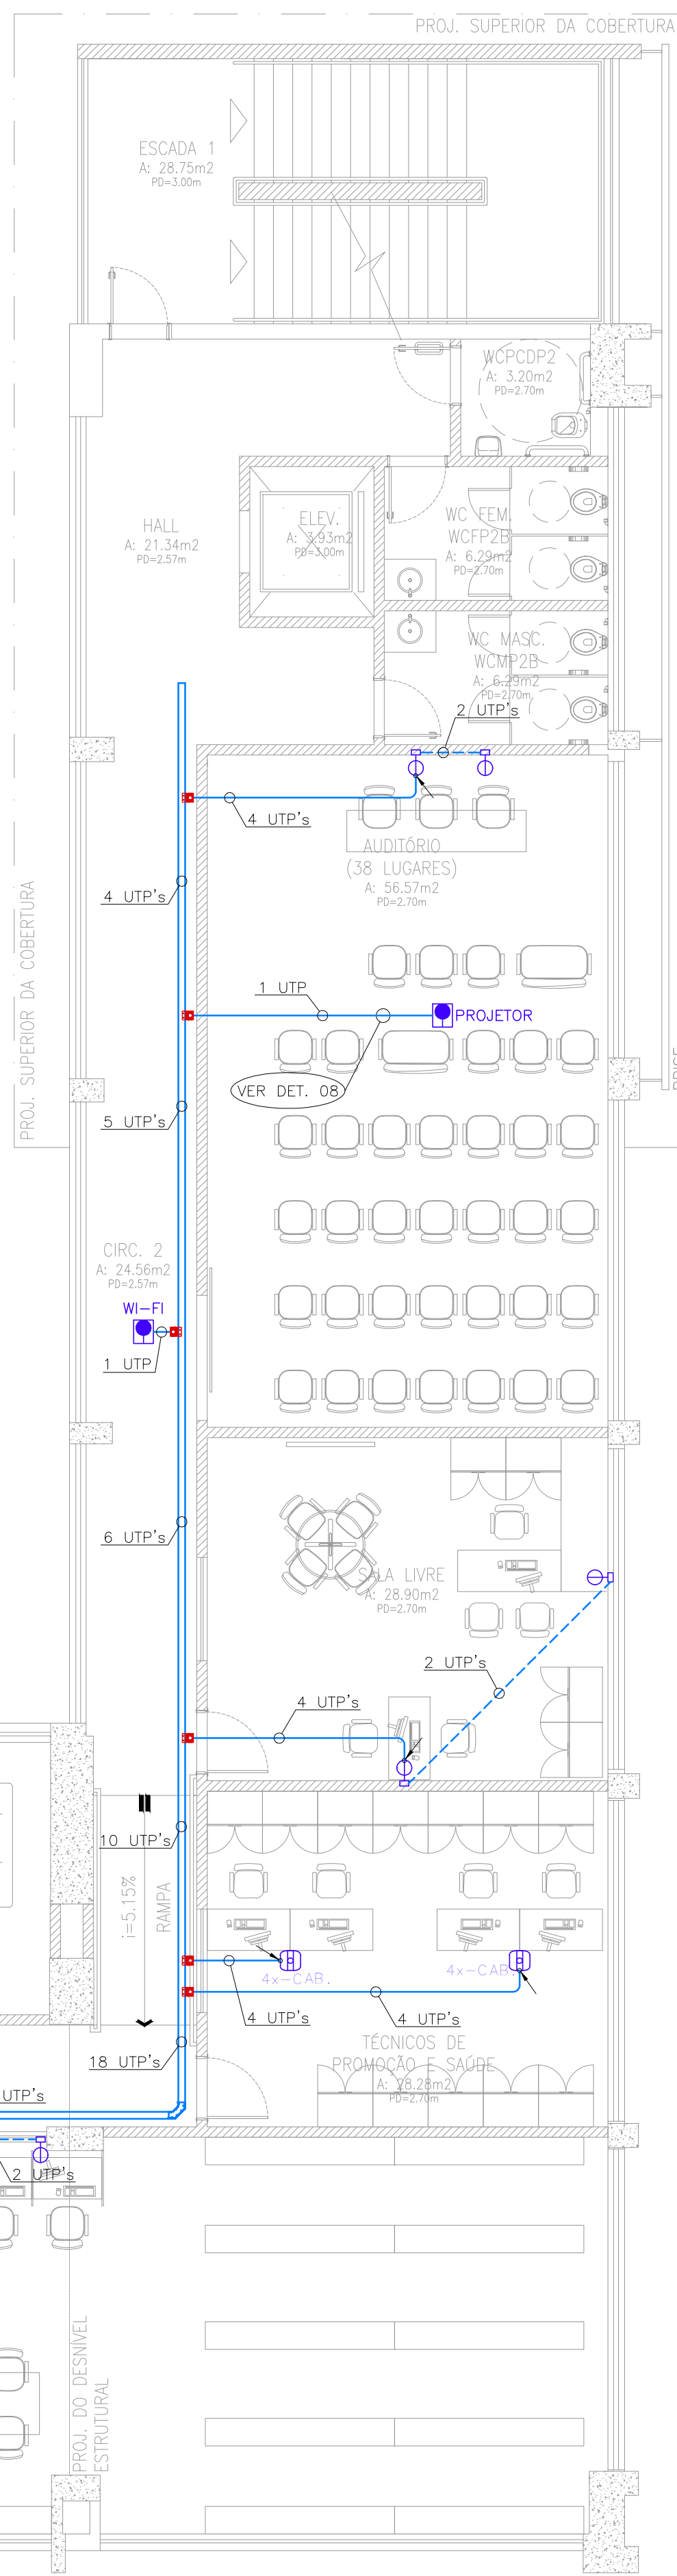 PROJ. SUPERIOR DA COBERTURA
ESCADA 1
A: 28.75m2
PD=3.00m
WCPCDP2
A: 3.20m2
PD=2.70m
HALL
A: 21.34m2
PD=2.57m
ELEV.
A: 3.93m2
PD=3.00m
WC FEM.
WCFP2B
A: 6.29m2
PD=2.70m
WC MASC.
WCMP2B
A: 6.29m2
PD=2.70m
2 UTP's
4 UTP's
AUDITÓRIO
(38 LUGARES)
A: 56.57m2
PD=2.70m
4 UTP's
PROJ. SUPERIOR DA COBERTURA
1 UTP
PROJETOR
VER DET. 08
5 UTP's
CIRC. 2
A: 24.56m2
PD=2.57m
WI-FI
1 UTP
6 UTP's
SALA LIVRE
A: 28.90m2
PD=2.70m
2 UTP's
4 UTP's
10 UTP's
i=5.15%
RAMPA
4x-CAB.
4x-CAB.
4 UTP's
4 UTP's
18 UTP's
TÉCNICOS DE
PROMOÇÃO E SAÚDE
A: 28.28m2
PD=2.70m
UTP's
2 UTP's
PROJ. DO DESNÍVEL
ESTRUTURAL